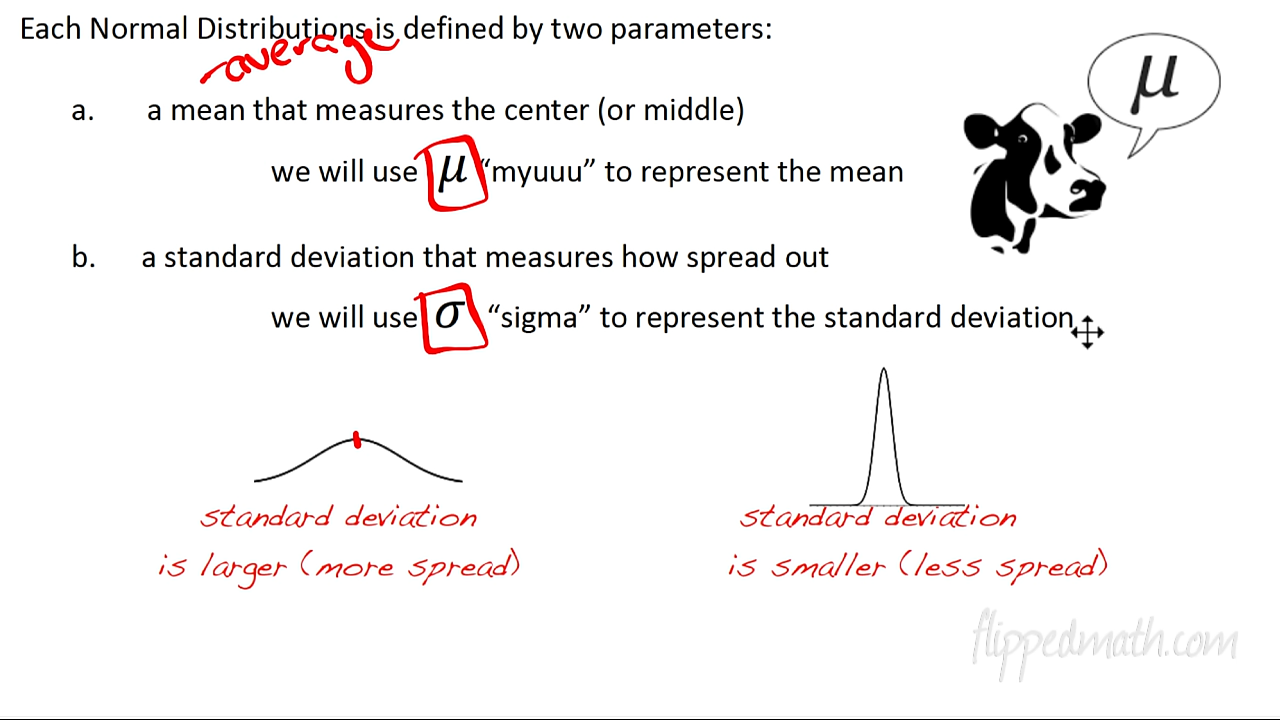 Each Normal Distributions is defined by two parameters:
average
a. a mean that measures the center (or middle)
we will use μ “myuuu” to represent the mean
μ
b. a standard deviation that measures how spread out
we will use σ “sigma” to represent the standard deviation
standard deviation
is larger (more spread)
standard deviation
is smaller (less spread)
flippedmath.com